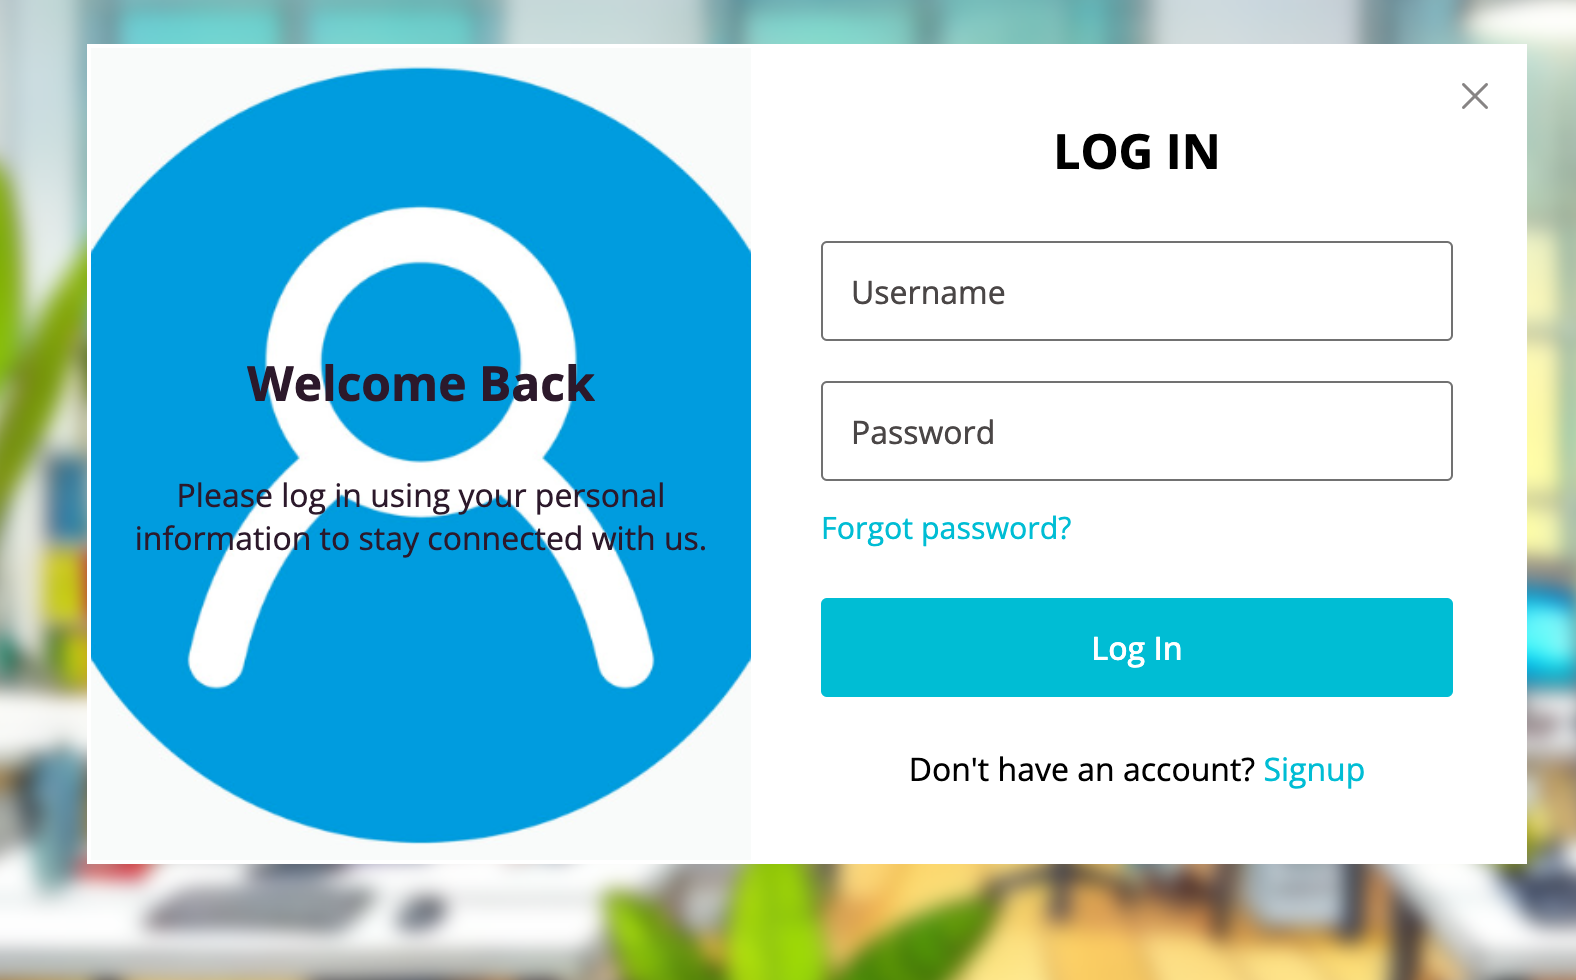 Welcome Back
Please log in using your personal
information to stay connected with us.
LOG IN
Username
Password
Forgot password?
Log In
Don't have an account? Signup